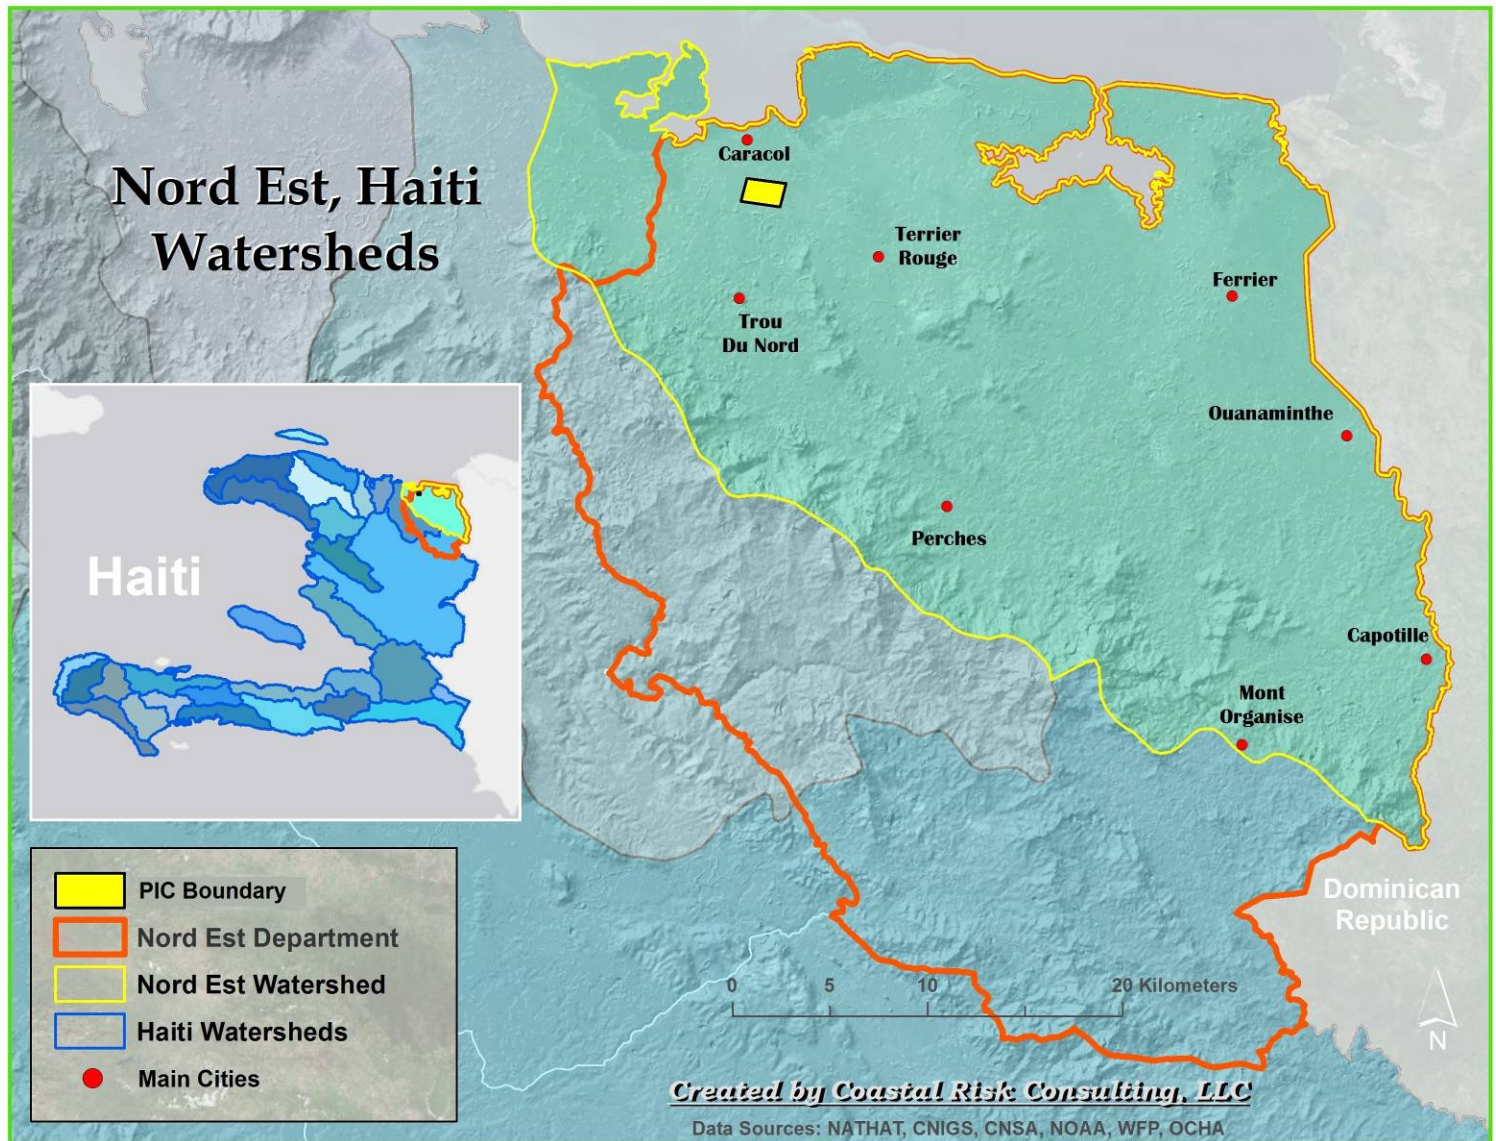 Nord Est, Haiti
Watersheds
Caracol
Terrier
Rouge
Trou
Du Nord
Ferrier
Ouanaminthe
Perches
Capotille
Mont
Organise
Haiti
Dominican
Republic
PIC Boundary
Nord Est Department
Nord Est Watershed
Haiti Watersheds
Main Cities
0 5 10 20 Kilometers
N
Created by Coastal Risk Consulting, LLC
Data Sources: NATHAT, CNIGS, CNSA, NOAA, WFP, OCHA